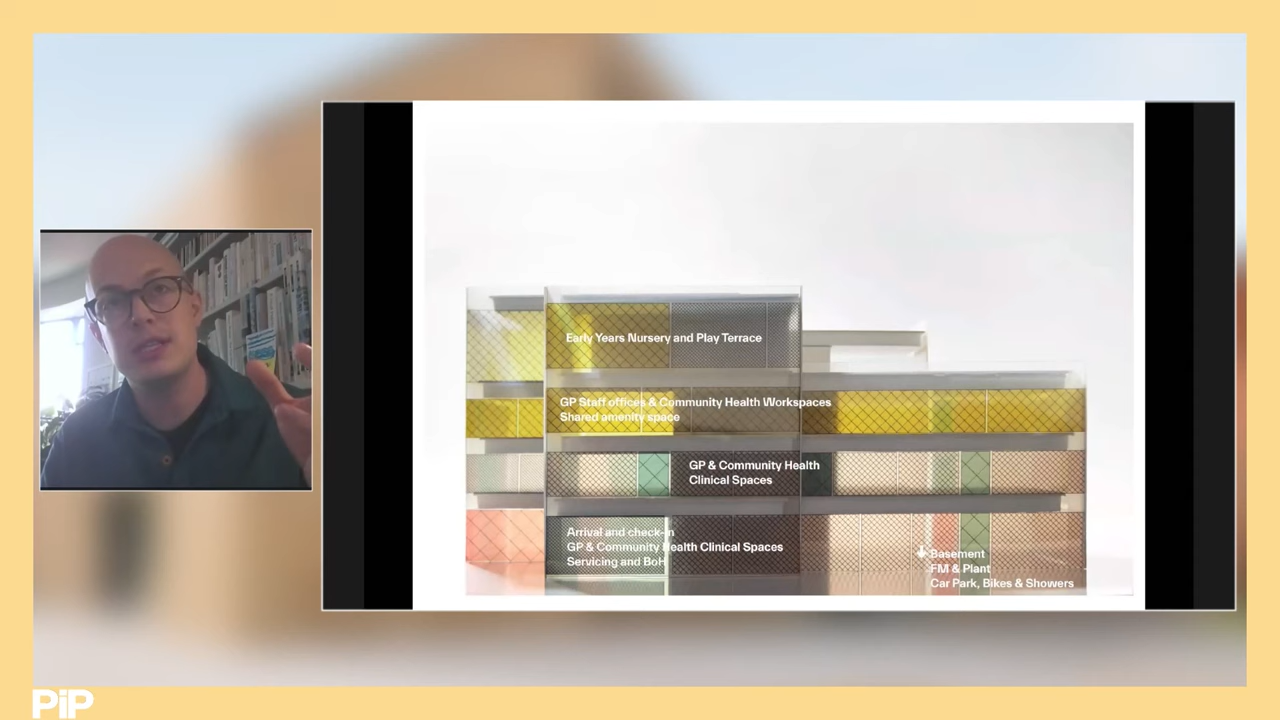 Early Years Nursery and Play Terrace
GP Staff offices & Community Health Workspaces
Shared amenity space
GP & Community Health
Clinical Spaces
Arrival and check-in
GP & Community Health Clinical Spaces
Servicing and BoH
Basement
FM & Plant
Car Park, Bikes & Showers
PiP